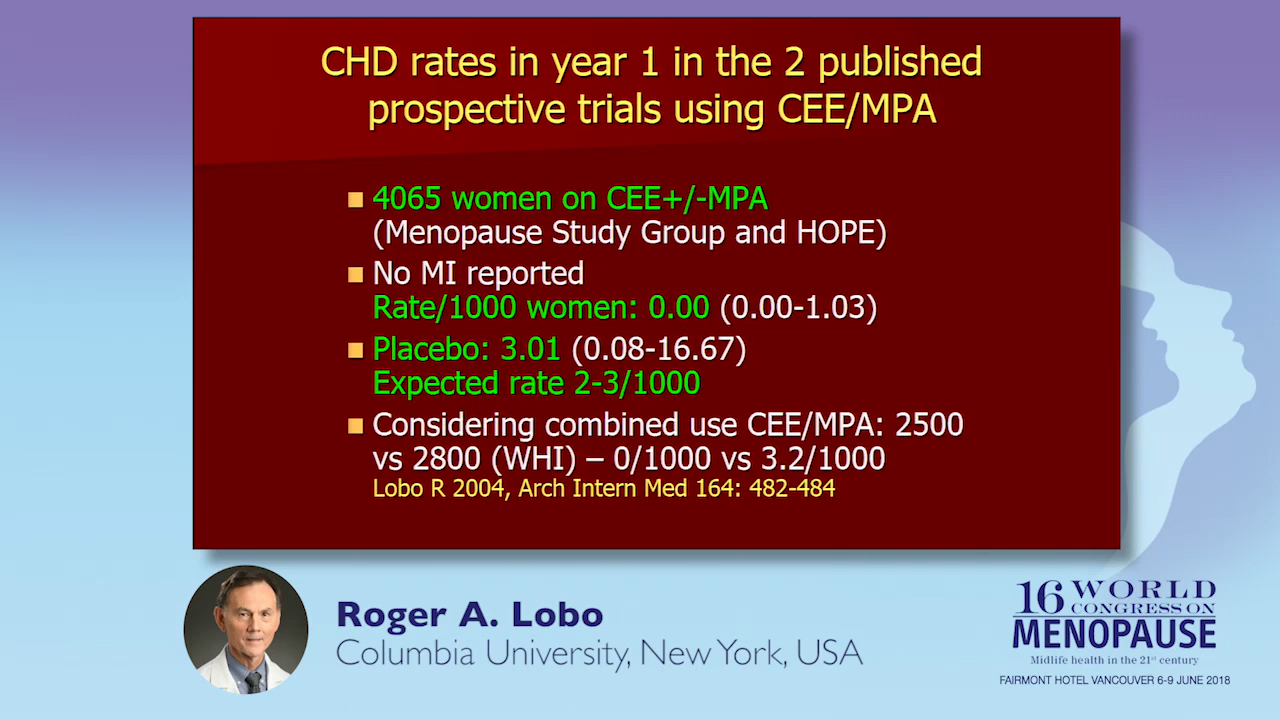 CHD rates in year 1 in the 2 published
prospective trials using CEE/MPA
4065 women on CEE+/-MPA
(Menopause Study Group and HOPE)
No MI reported
Rate/1000 women: 0.00 (0.00-1.03)
Placebo: 3.01 (0.08-16.67)
Expected rate 2-3/1000
Considering combined use CEE/MPA: 2500
vs 2800 (WHI) – 0/1000 vs 3.2/1000
Lobo R 2004, Arch Intern Med 164: 482-484
Roger A. Lobo
Columbia University, New York, USA
16 WORLD
CONGRESS ON
MENOPAUSE
Midlife health in the 21st century
FAIRMONT HOTEL VANCOUVER 6-9 JUNE 2018